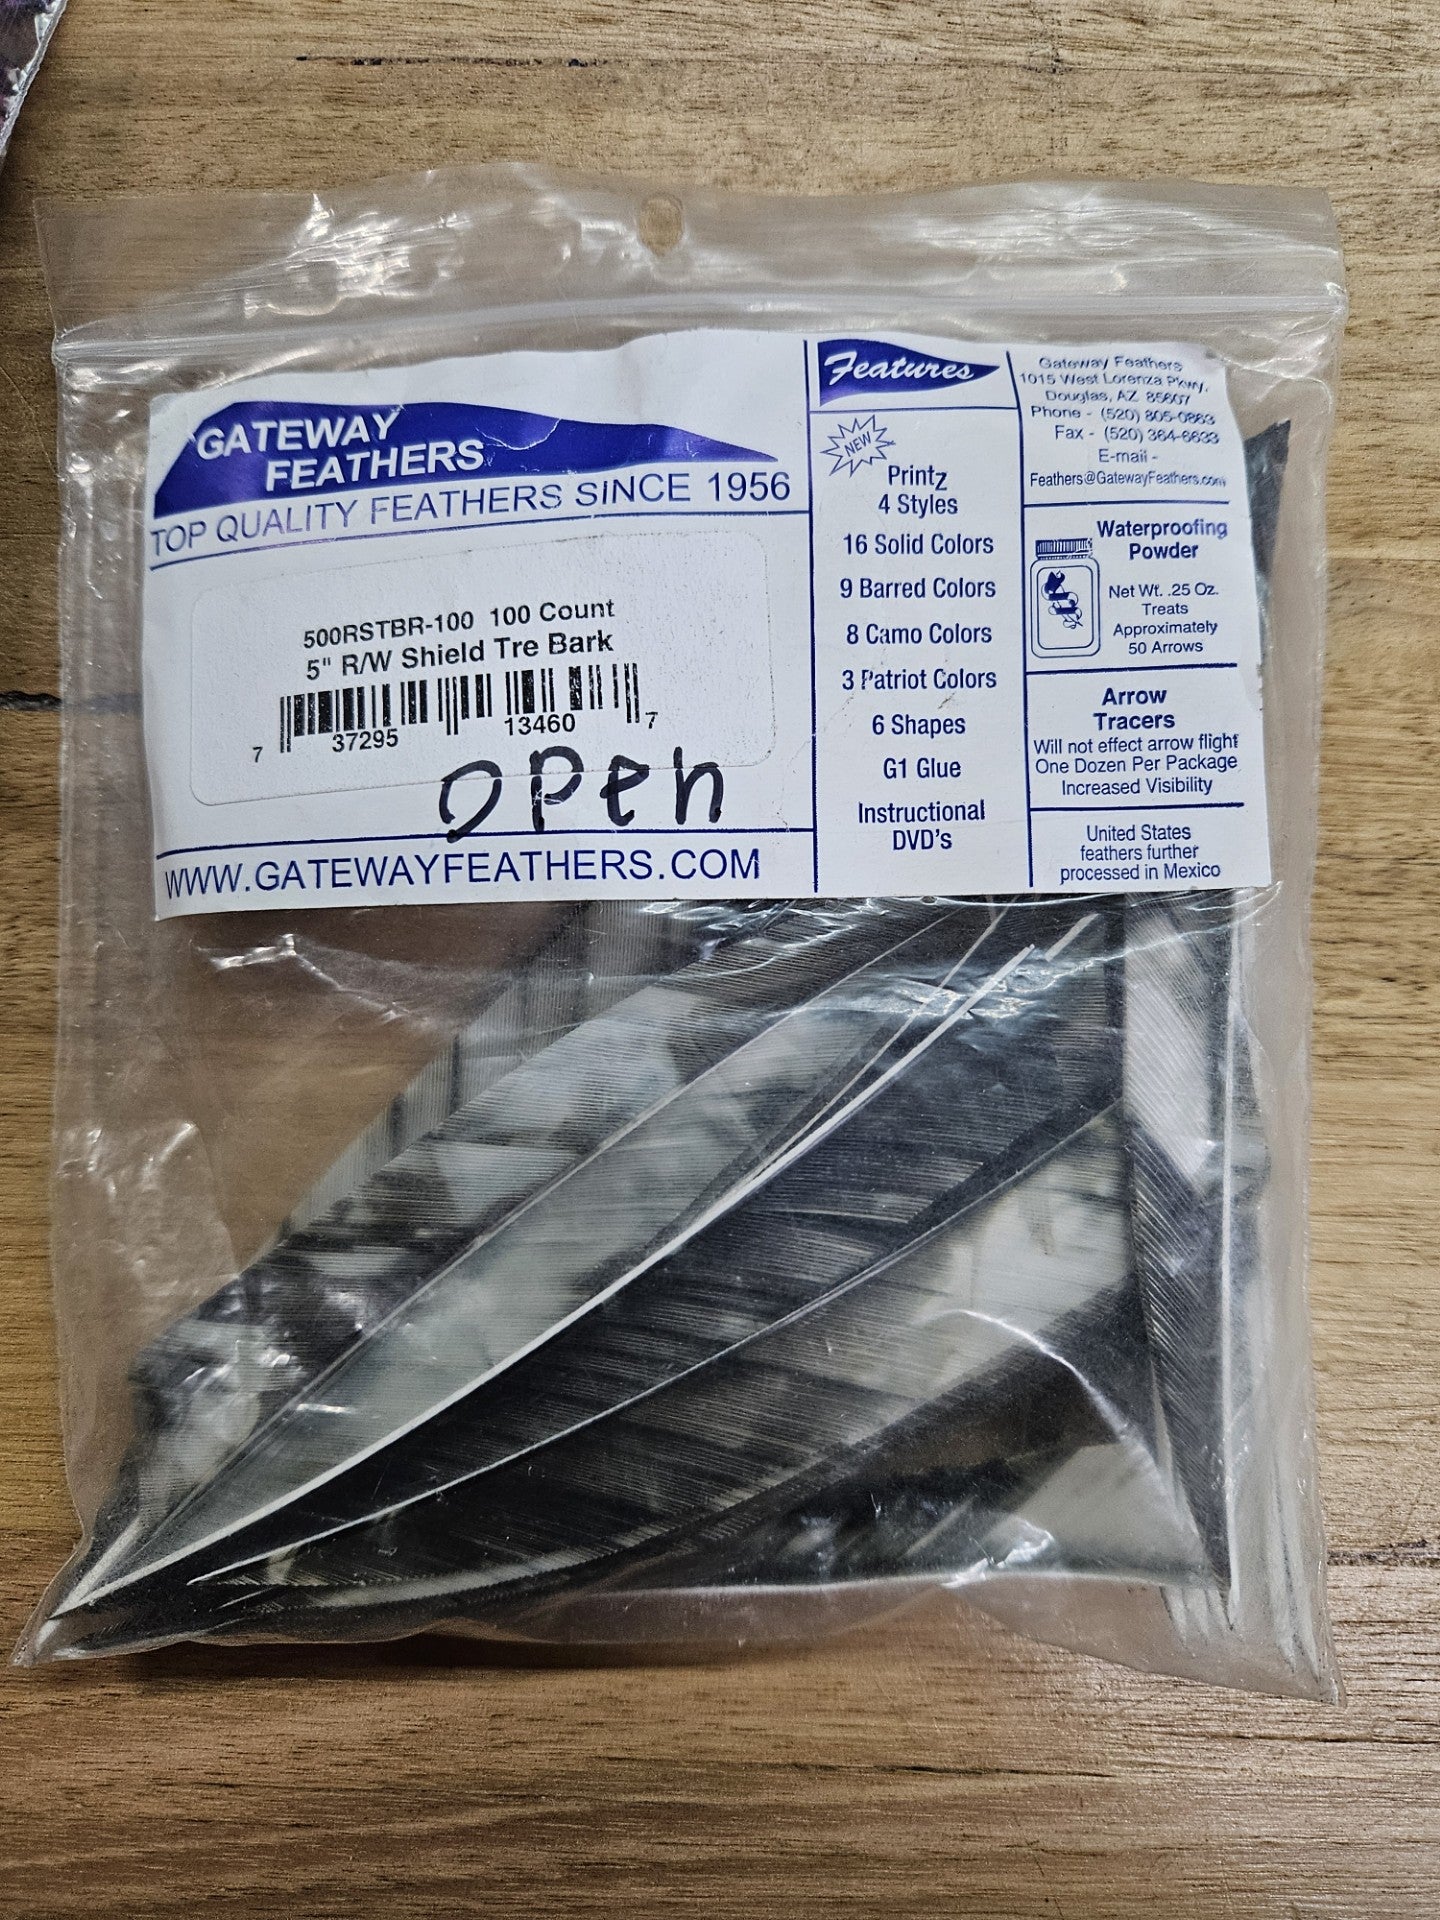 GATEWAY
FEATHERS
TOP QUALITY FEATHERS SINCE 1956
500RSTBR-100 100 Count
5" R/W Shield Tre Bark
7 37295 13460 7
open
WWW.GATEWAYFEATHERS.COM
Features
NEW
Printz
4 Styles
16 Solid Colors
9 Barred Colors
8 Camo Colors
3 Patriot Colors
6 Shapes
G1 Glue
Instructional
DVD's
Gateway Feathers
1015 West Lorenza Pkwy.
Douglas, AZ 85607
Phone - (520) 805-0863
Fax - (520) 364-6633
E-mail -
Feathers@GatewayFeathers.com
Waterproofing
Powder
Net Wt. .25 Oz.
Treats
Approximately
50 Arrows
Arrow
Tracers
Will not effect arrow flight
One Dozen Per Package
Increased Visibility
United States
feathers further
processed in Mexico